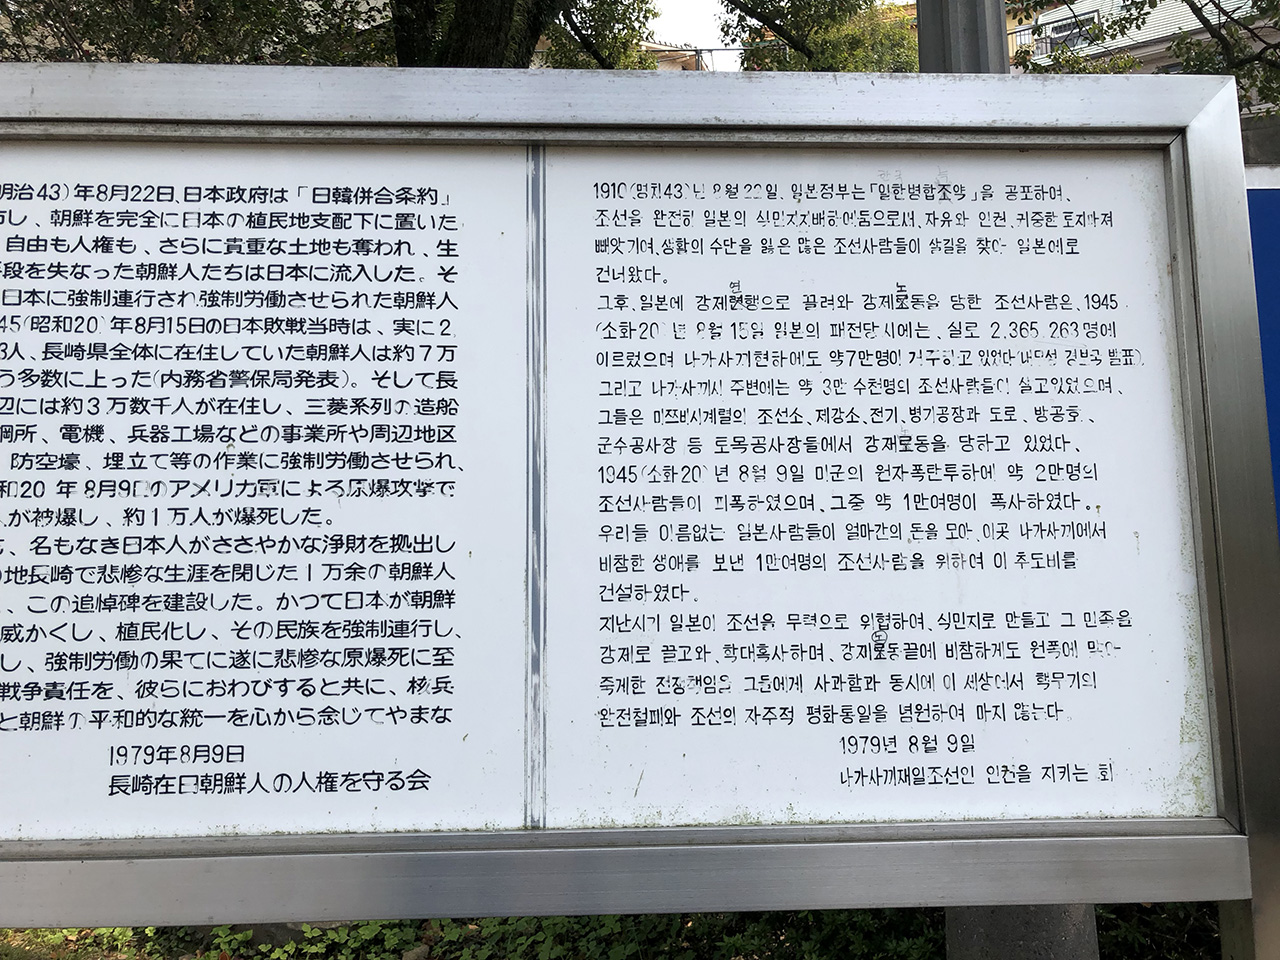 明治43)年8月22日、日本政府は「日韓併合条約」
し、朝鮮を完全に日本の植民地支配下に置いた
自由も人権も、さらに貴重な土地も奪われ、生
段を失なった朝鮮人たちは日本に流入した。そ
日本に強制連行され強制労働させられた朝鮮人
45(昭和20)年8月15日の日本敗戦当時は、実に2,
3人、長崎県全体に在住していた朝鮮人は約7万
う多数に上った(内務省警保局発表)。そして長
辺には約3万数千人が在住し、三菱系列の造船
鋼所、電機、兵器工場などの事業所や周辺地区
防空壕、埋立て等の作業に強制労働させられ、
和20年8月9日のアメリカ軍による原爆攻撃で
が被爆し、約1万人が爆死した。
名もなき日本人がささやかな浄財を拠出し
の地長崎で悲惨な生涯を閉じた1万余の朝鮮人
、この追悼碑を建設した。かつて日本が朝鮮
威かくし、植民化し、その民族を強制連行し、
し、強制労働の果てに遂に悲惨な原爆死に至
戦争責任を、彼らにおわびすると共に、核兵
と朝鮮の平和的な統一を心から念じてやまな
1979年8月9日
長崎在日朝鮮人の人権を守る会
1910(명치43)년 8월 22일, 일본정부는「일한병합조약」을 공포하여,
조선을 완전히 일본의 식민지지배하에둠으로서, 자유와 인권, 귀중한 토지마져
빼앗기여, 생활의 수단을 잃은 많은 조선사람들이 살길을 찾아 일본에로
건너왔다.
그후, 일본에 강제련행으로 끌려와 강제로동을 당한 조선사람은, 1945
연 노
(소화20)년 8월 15일 일본의 패전당시에는, 실로 2,365,263명에
이르렀으며 나가사끼현하에도 약7만명이 거주하고 있었다(내무성 경보국 발표).
그리고 나가사끼시 주변에는 약 3만 수천명의 조선사람들이 살고있었으며,
그들은 미쯔비시계렬의 조선소, 제강소, 전기, 병기공장과 도로, 방공호,
군수공사장 등 토목공사장들에서 강재로동을 당하고 있었다.
1945(소화20)년 8월 9일 미군의 원자폭탄투하에 약 2만명의
조선사람들이 피폭하였으며, 그중 약 1만여명이 폭사하였다.
우리들 이름없는 일본사람들이 얼마간의 돈을 모아, 이곳 나가사끼에서
비참한 생애를 보낸 1만여명의 조선사람을 위하여 이 추도비를
건설하였다.
지난시기 일본이 조선을 무력으로 위협하여, 식민지로 만들고 그 민족을
강제로 끌고와, 학대혹사하며, 강재로동끝에 비참하게도 원폭에 맞아
노
죽게한 전쟁책임을 그들에게 사과함과 동시에 이 세상에서 핵무기의
완전철폐와 조선의 자주적 평화통일을 념원하여 마지 않는다.
1979년 8월 9일
나가사끼재일조선인 인권을 지키는 회